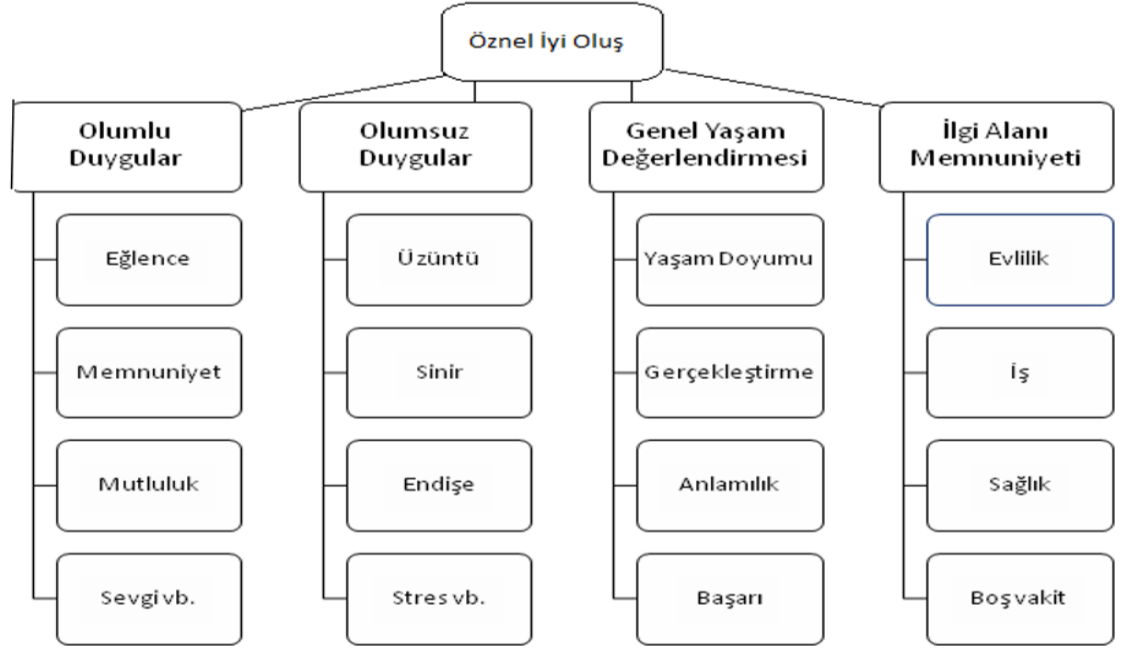 Öznel İyi Oluş
Olumlu
Duygular
Eğlence
Memnuniyet
Mutluluk
Sevgi vb.
Olumsuz
Duygular
Üzüntü
Sinir
Endişe
Stres vb.
Genel Yaşam
Değerlendirmesi
Yaşam Doyumu
Gerçekleştirme
Anlamılık
Başarı
İlgi Alanı
Memnuniyeti
Evlilik
İş
Sağlık
Boş vakit